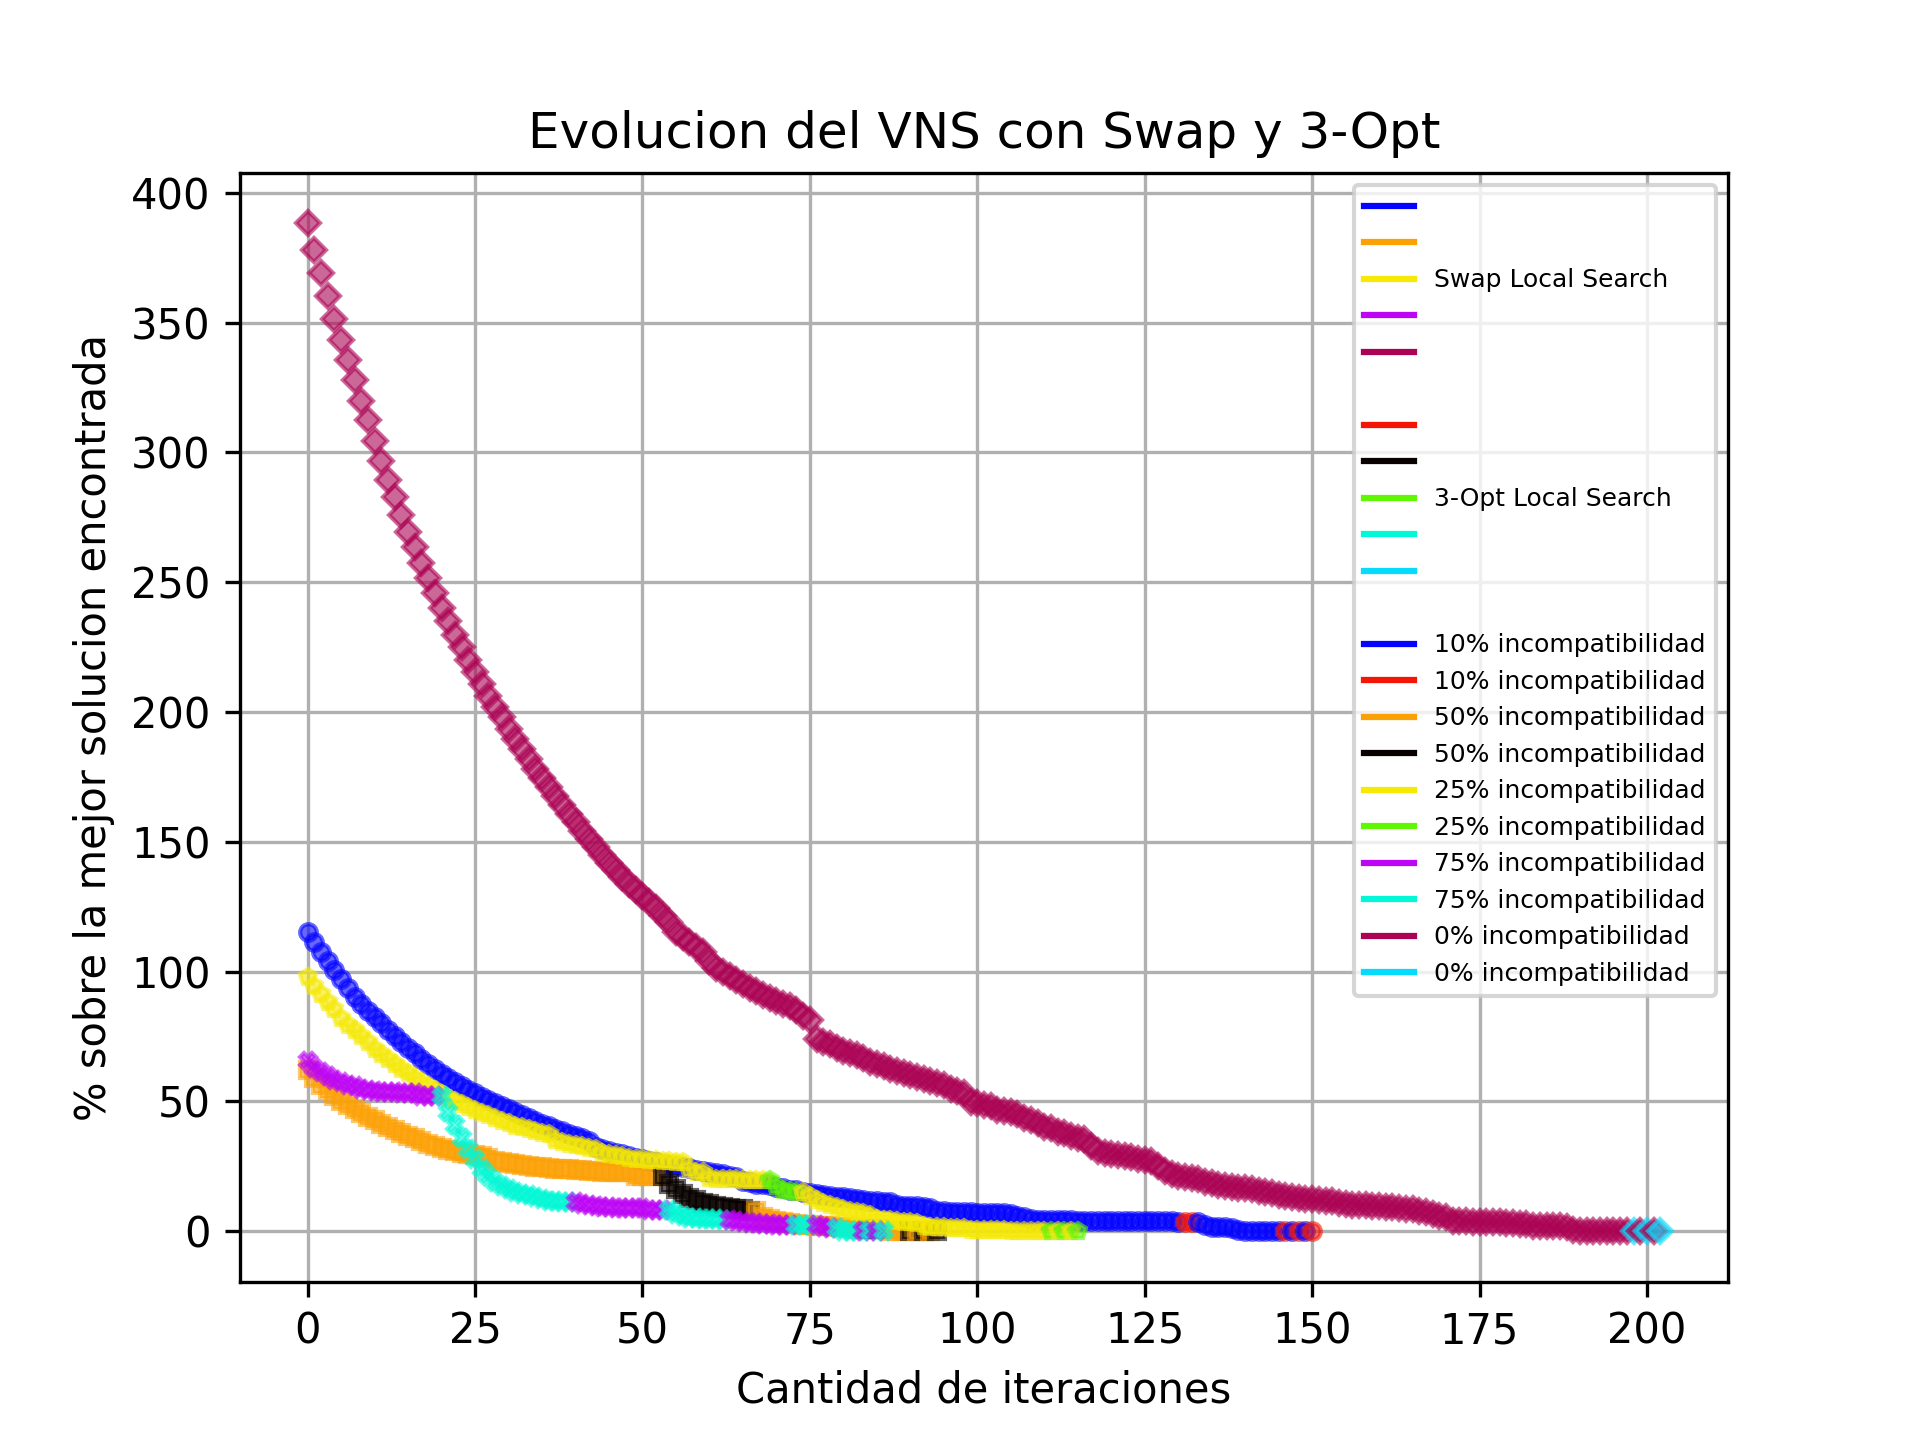 Evolucion del VNS con Swap y 3-Opt
% sobre la mejor solucion encontrada
400
350
300
250
200
150
100
50
0
Swap Local Search
3-Opt Local Search
10% incompatibilidad
10% incompatibilidad
50% incompatibilidad
50% incompatibilidad
25% incompatibilidad
25% incompatibilidad
75% incompatibilidad
75% incompatibilidad
0% incompatibilidad
0% incompatibilidad
0 25 50 75 100 125 150 175 200
Cantidad de iteraciones